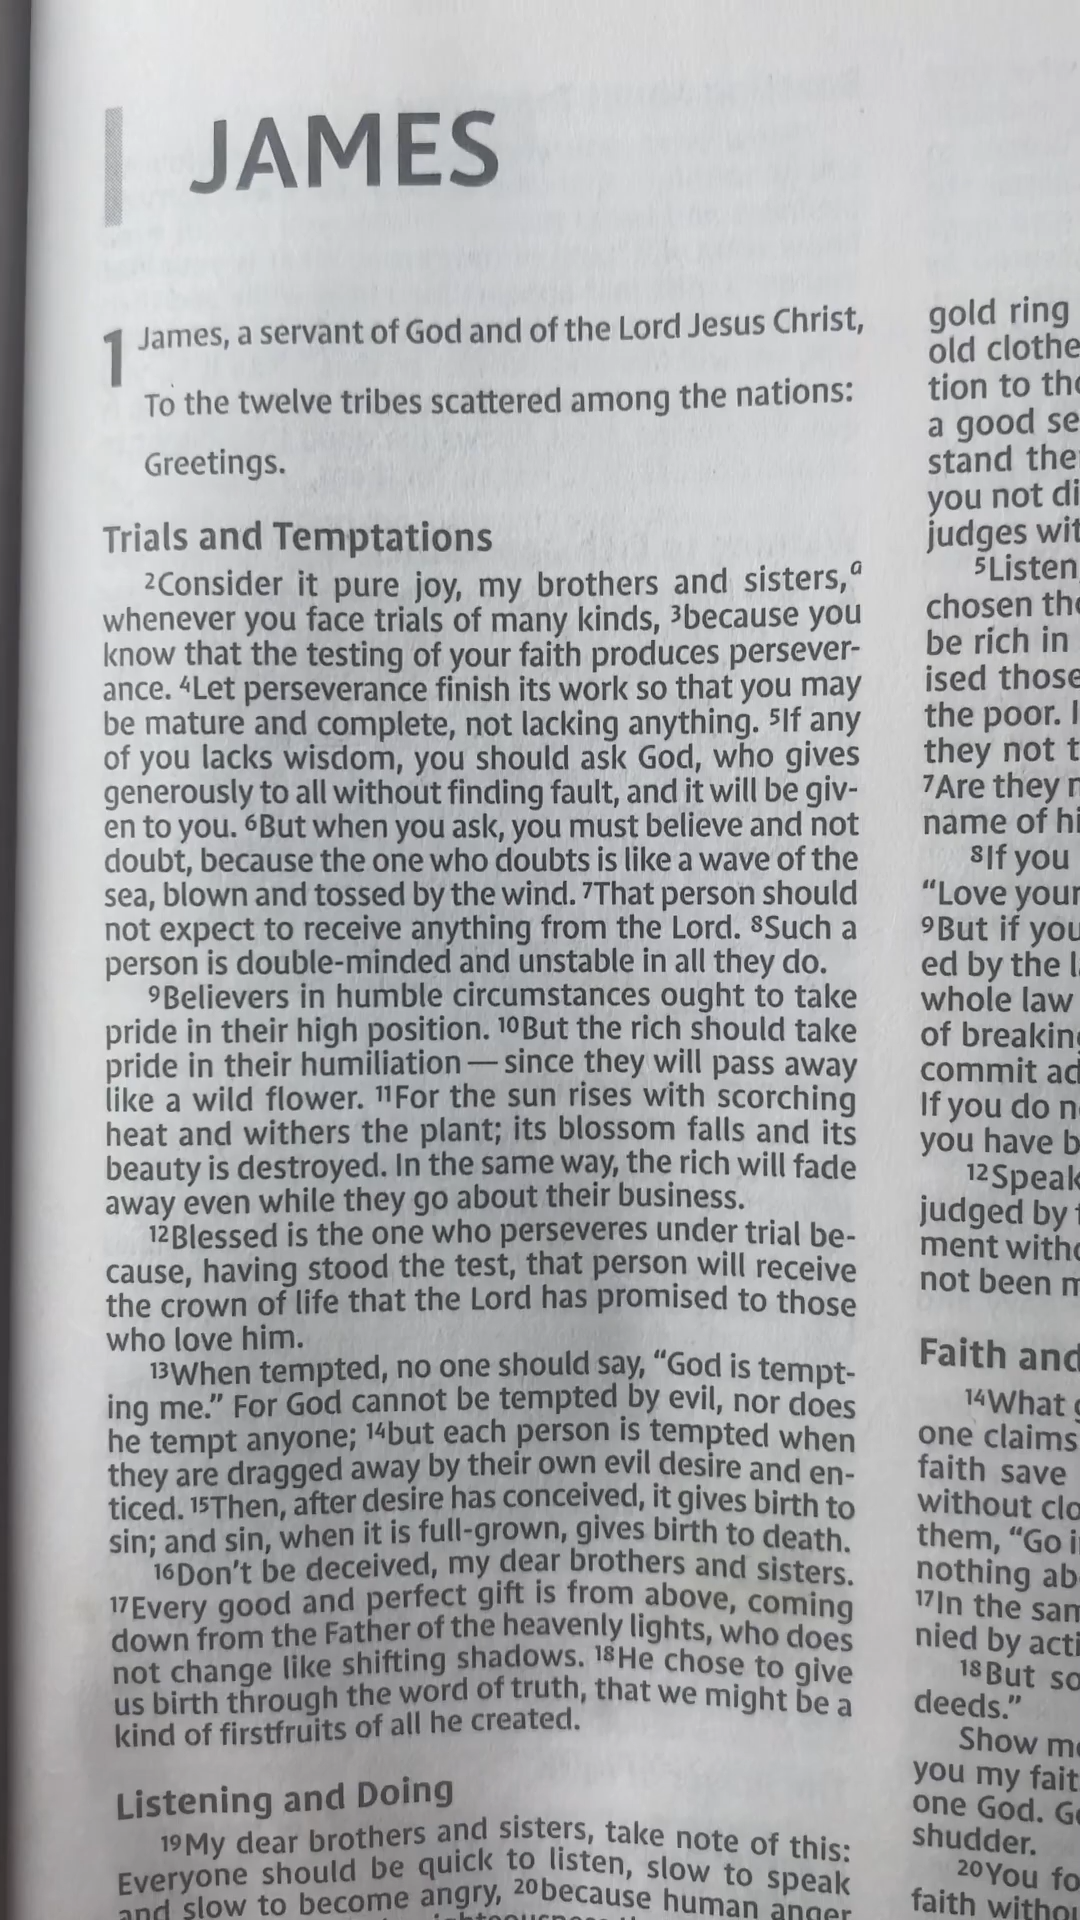 JAMES
1 James, a servant of God and of the Lord Jesus Christ,
To the twelve tribes scattered among the nations:
Greetings.
Trials and Temptations
2Consider it pure joy, my brothers and sisters,a
whenever you face trials of many kinds, 3because you
know that the testing of your faith produces persever-
ance. 4Let perseverance finish its work so that you may
be mature and complete, not lacking anything. 5If any
of you lacks wisdom, you should ask God, who gives
generously to all without finding fault, and it will be giv-
en to you. 6But when you ask, you must believe and not
doubt, because the one who doubts is like a wave of the
sea, blown and tossed by the wind. 7That person should
not expect to receive anything from the Lord. 8Such a
person is double-minded and unstable in all they do.
9Believers in humble circumstances ought to take
pride in their high position. 10But the rich should take
pride in their humiliation — since they will pass away
like a wild flower. 11For the sun rises with scorching
heat and withers the plant; its blossom falls and its
beauty is destroyed. In the same way, the rich will fade
away even while they go about their business.
12Blessed is the one who perseveres under trial be-
cause, having stood the test, that person will receive
the crown of life that the Lord has promised to those
who love him.
13When tempted, no one should say, “God is tempt-
ing me.” For God cannot be tempted by evil, nor does
he tempt anyone; 14but each person is tempted when
they are dragged away by their own evil desire and en-
ticed. 15Then, after desire has conceived, it gives birth to
sin; and sin, when it is full-grown, gives birth to death.
16Don’t be deceived, my dear brothers and sisters.
17Every good and perfect gift is from above, coming
down from the Father of the heavenly lights, who does
not change like shifting shadows. 18He chose to give
us birth through the word of truth, that we might be a
kind of firstfruits of all he created.
Listening and Doing
19My dear brothers and sisters, take note of this:
Everyone should be quick to listen, slow to speak
and slow to become angry, 20because human anger
gold ring
old clothe
tion to
a good se
stand
you not di
judges
5Listen
chosen
be rich in
ised those
the poor.
they not
7Are they
name of
8If you
“Love your
9But if you
ed by the
whole law
of breakin
commit ad
If you do
you have
12Speak
judged by
ment witho
not been
Faith and
14What
one claims
faith save
without clo
them, “Go
nothing ab
17In the
nied by acti
18But
deeds.”
Show
you my
one God.
shudder.
20You
faith